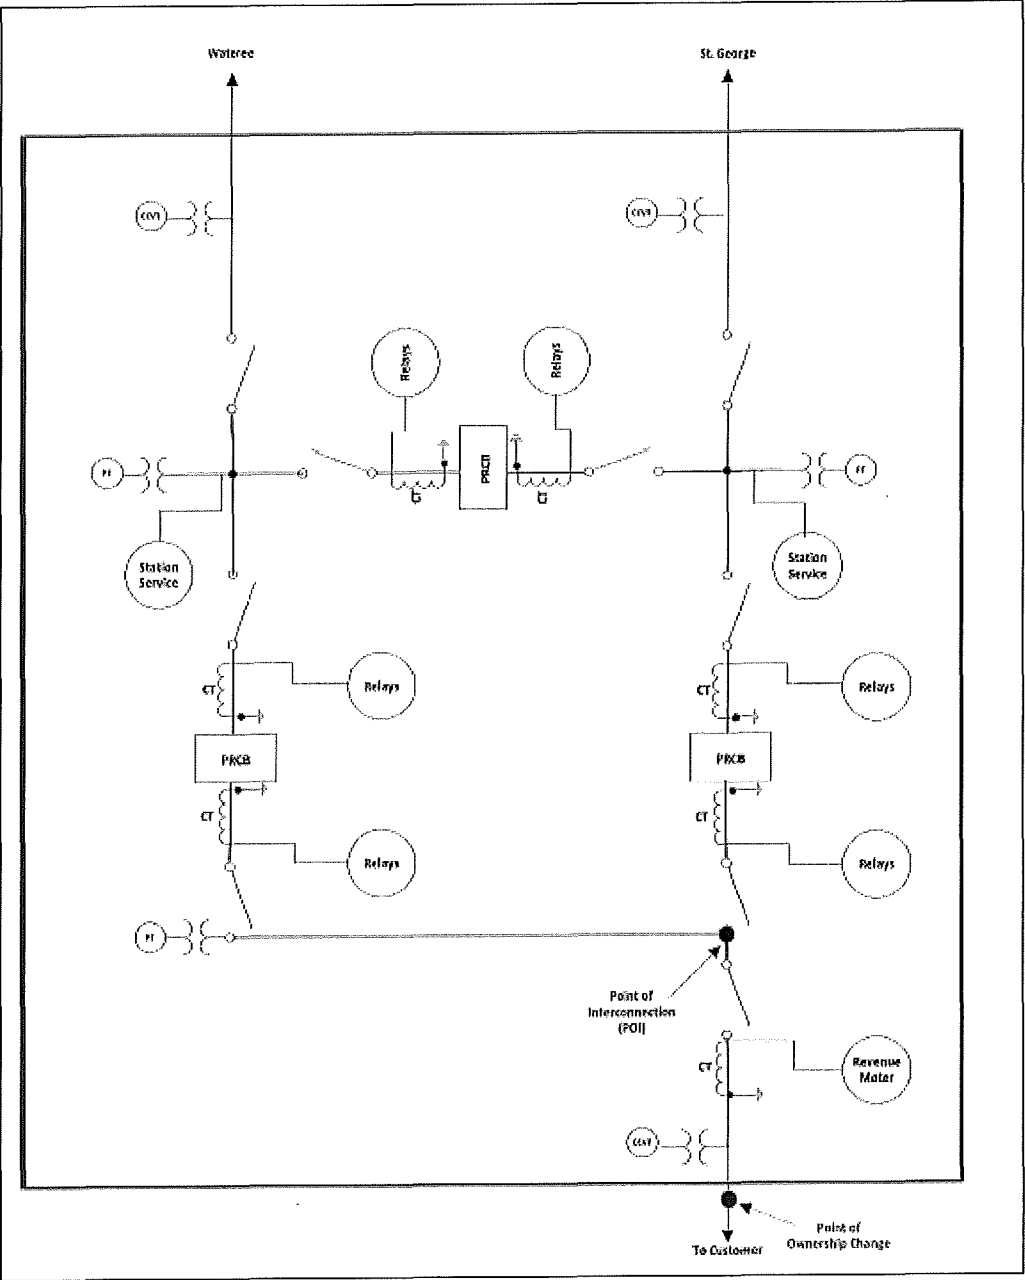 Wateree
St. George
CCVT
CCVT
Relays
Relays
PRCB
CT
CT
PT
PT
Station
Service
Station
Service
CT
Relays
CT
Relays
PRCB
PRCB
CT
Relays
CT
Relays
PT
Point of
Interconnection
(POI)
CT
Revenue
Meter
CCVT
Point of
Ownership Change
To Customer